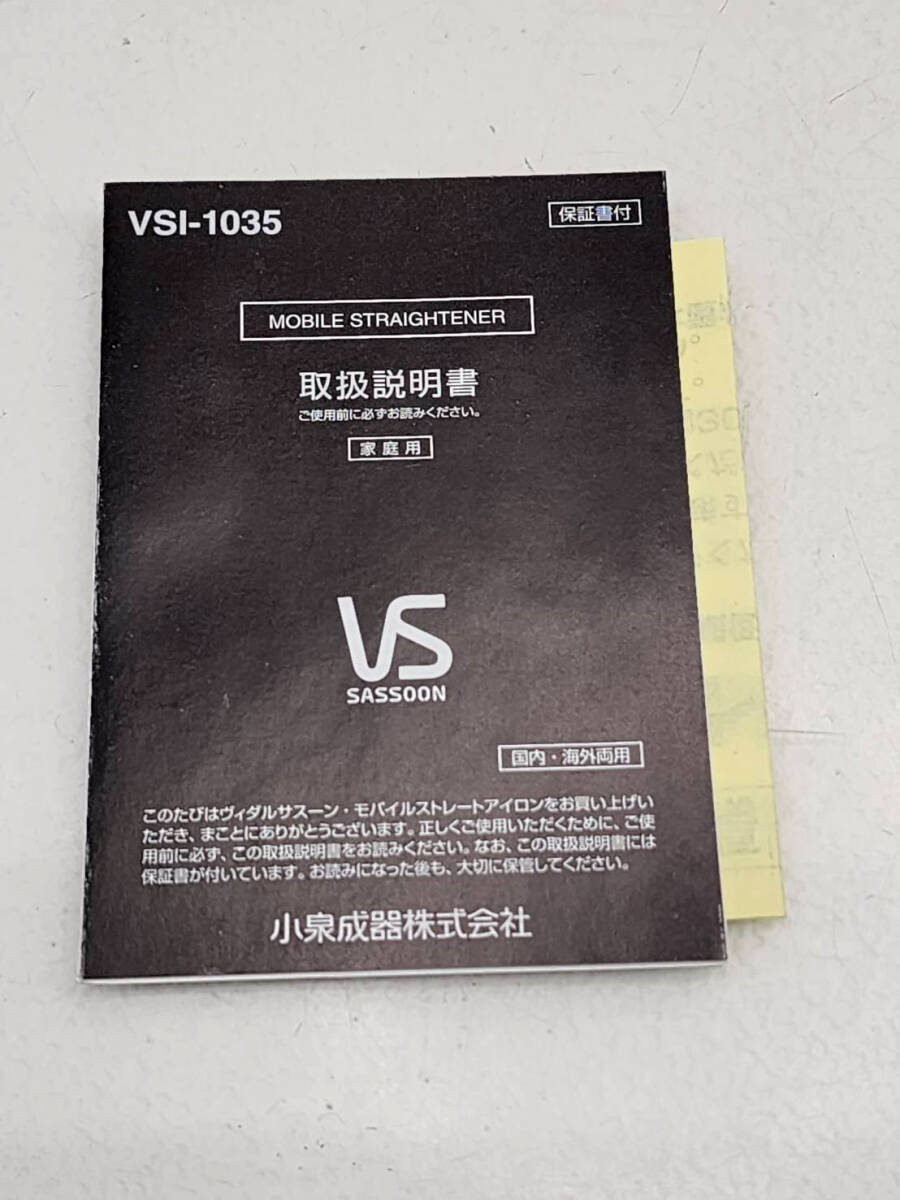 VSI-1035
保証書付
MOBILE STRAIGHTENER
取扱説明書
ご使用前に必ずお読みください。
家庭用
VS
SASSOON
国内・海外両用
このたびはヴィダルサスーン・モバイルストレートアイロンをお買い上げい
ただき、まことにありがとうございます。正しくご使用いただくために、ご使
用前に必ず、この取扱説明書をお読みください。なお、この取扱説明書には
保証書が付いています。お読みになった後も、大切に保管してください。
小泉成器株式会社